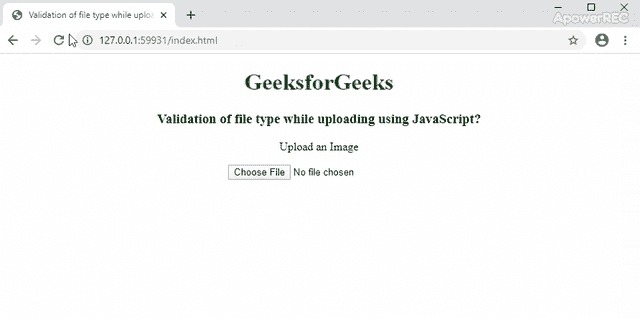 Validation of file type while uploa
ApowerREC
127.0.0.1:59931/index.html
GeeksforGeeks
Validation of file type while uploading using JavaScript?
Upload an Image
Choose File No file chosen